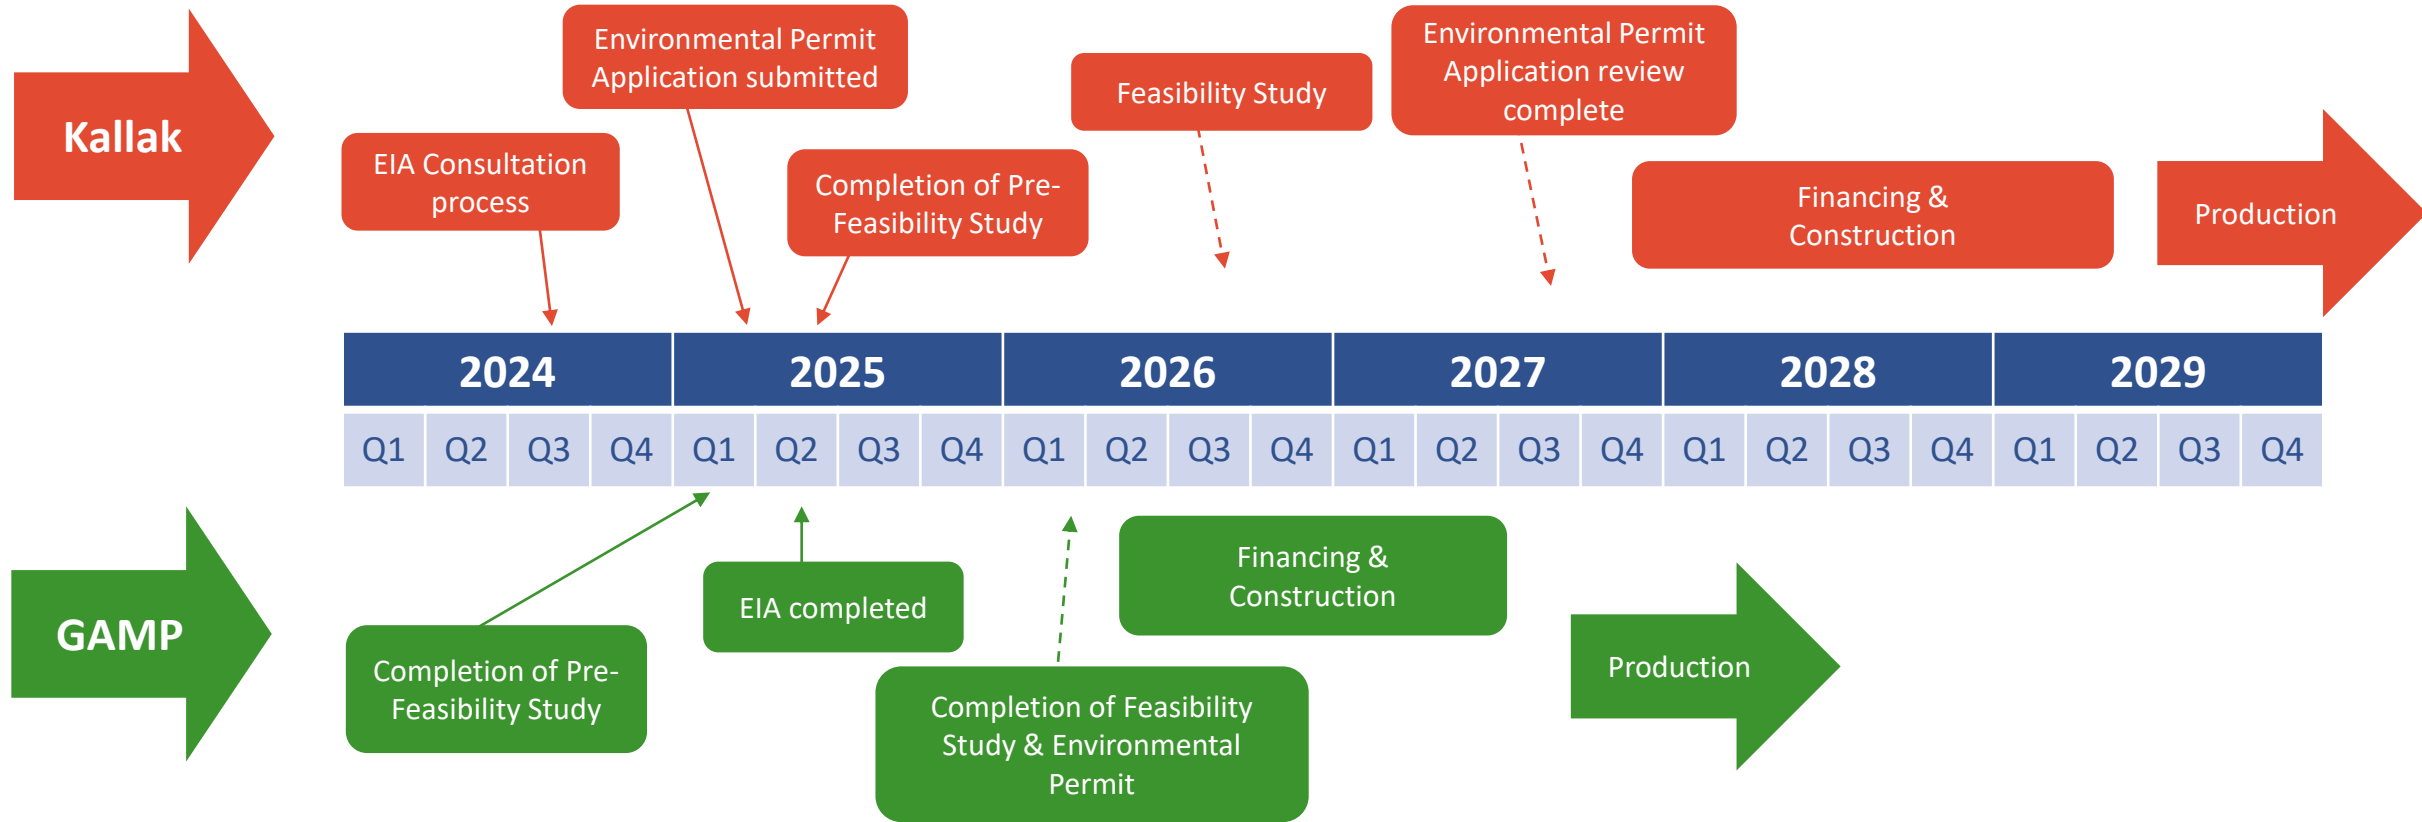 Kallak
EIA Consultation
process
Environmental Permit
Application submitted
Completion of Pre-
Feasibility Study
Feasibility Study
Environmental Permit
Application review
complete
Financing &
Construction
Production
2024 2025 2026 2027 2028 2029
Q1 Q2 Q3 Q4 Q1 Q2 Q3 Q4 Q1 Q2 Q3 Q4 Q1 Q2 Q3 Q4 Q1 Q2 Q3 Q4 Q1 Q2 Q3 Q4
GAMP
Completion of Pre-
Feasibility Study
EIA completed
Completion of Feasibility
Study & Environmental
Permit
Financing &
Construction
Production